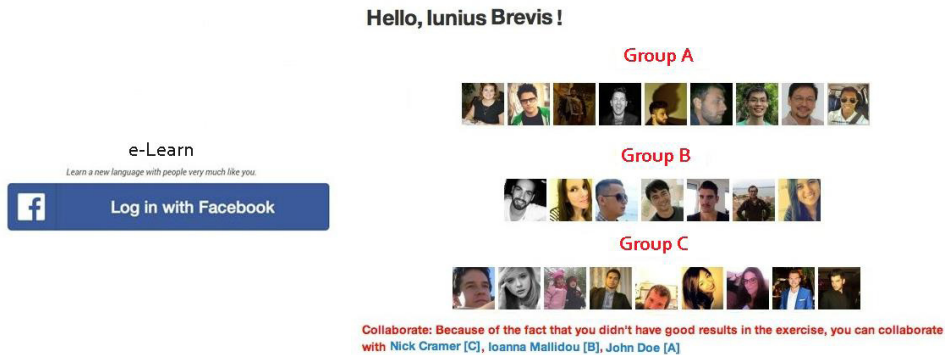 Hello, Iunius Brevis !
Group A
e-Learn
Learn a new language with people very much like you.
Log in with Facebook
Group B
Group C
Collaborate: Because of the fact that you didn't have good results in the exercise, you can collaborate
with Nick Cramer [C], Ioanna Mallidou [B], John Doe [A]